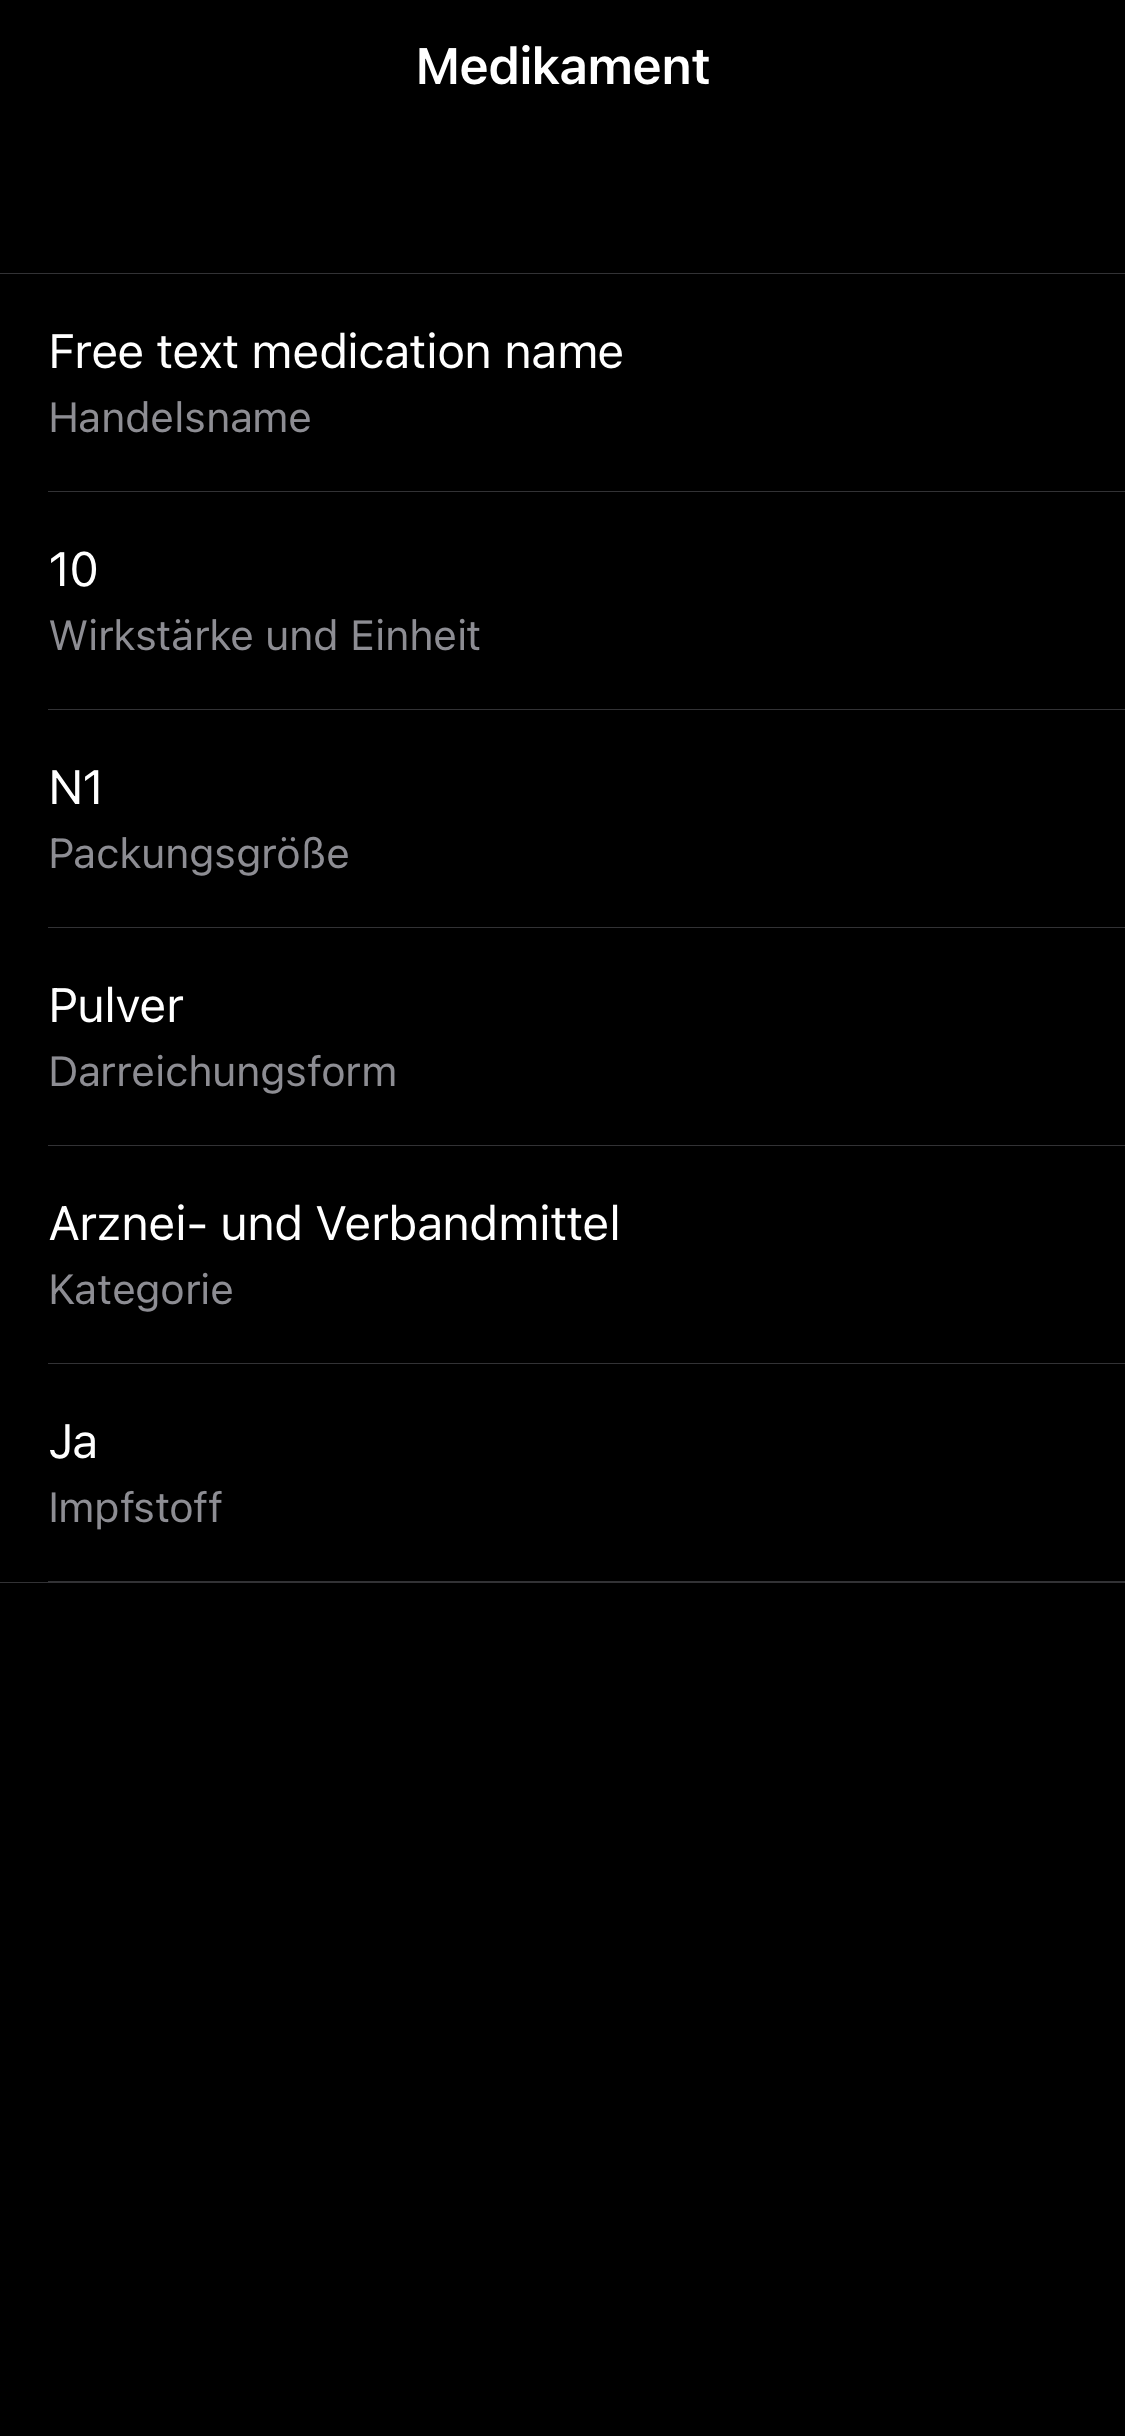 Medikament
Free text medication name
Handelsname
10
Wirkstärke und Einheit
N1
Packungsgröße
Pulver
Darreichungsform
Arznei- und Verbandmittel
Kategorie
Ja
Impfstoff